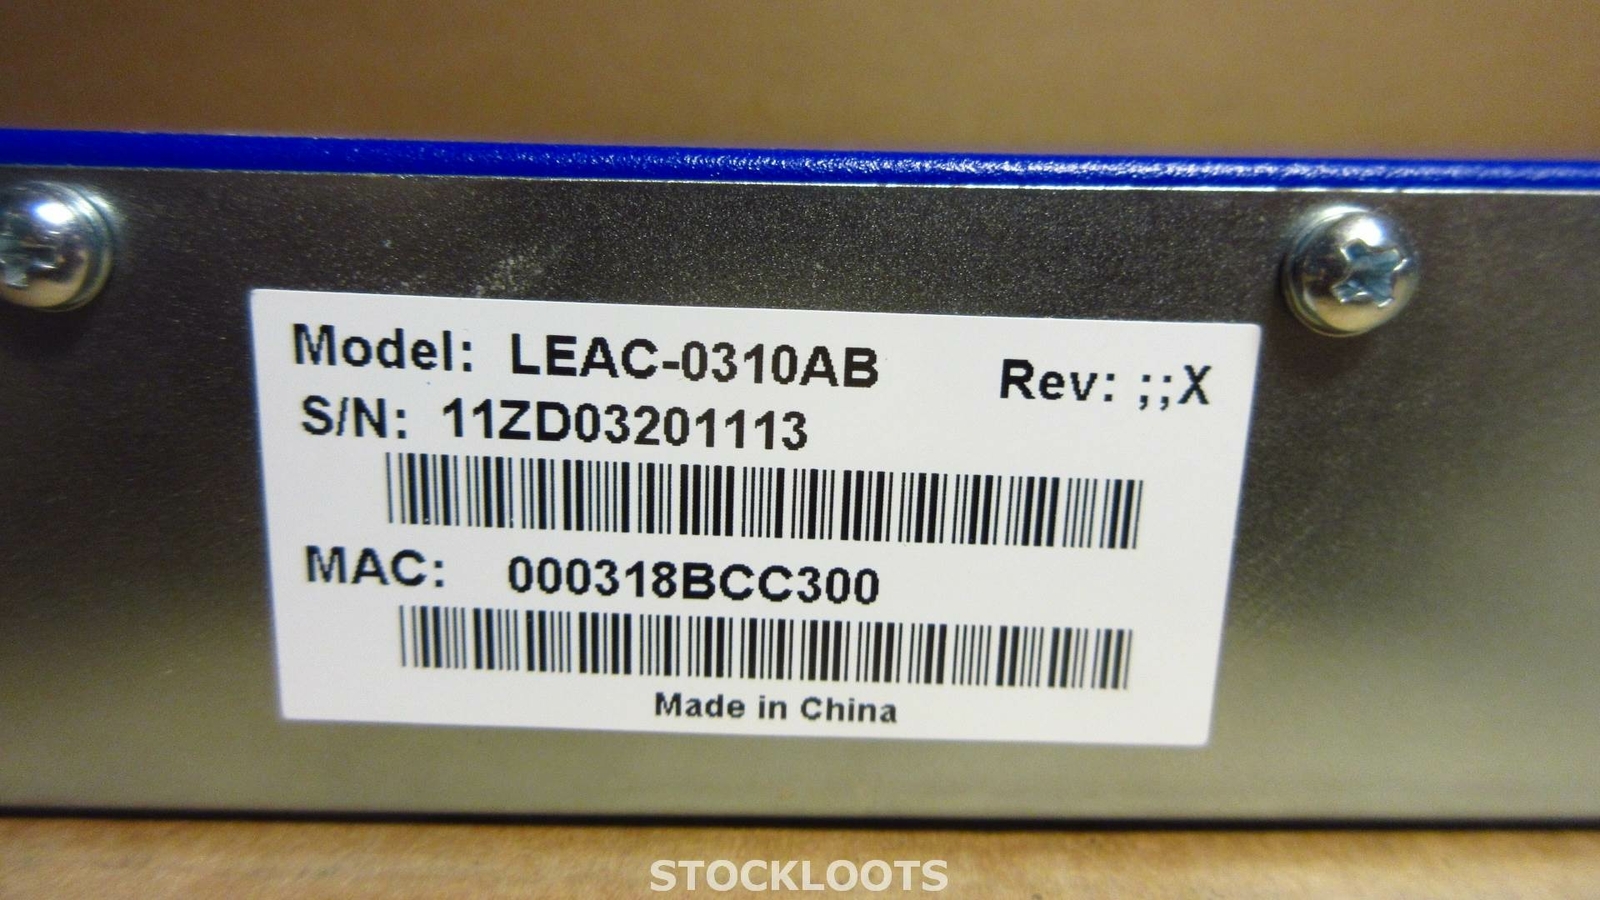 Model: LEAC-0310AB Rev: ;;X
S/N: 11ZD03201113
MAC: 000318BCC300
Made in China
STOCKLOOTS